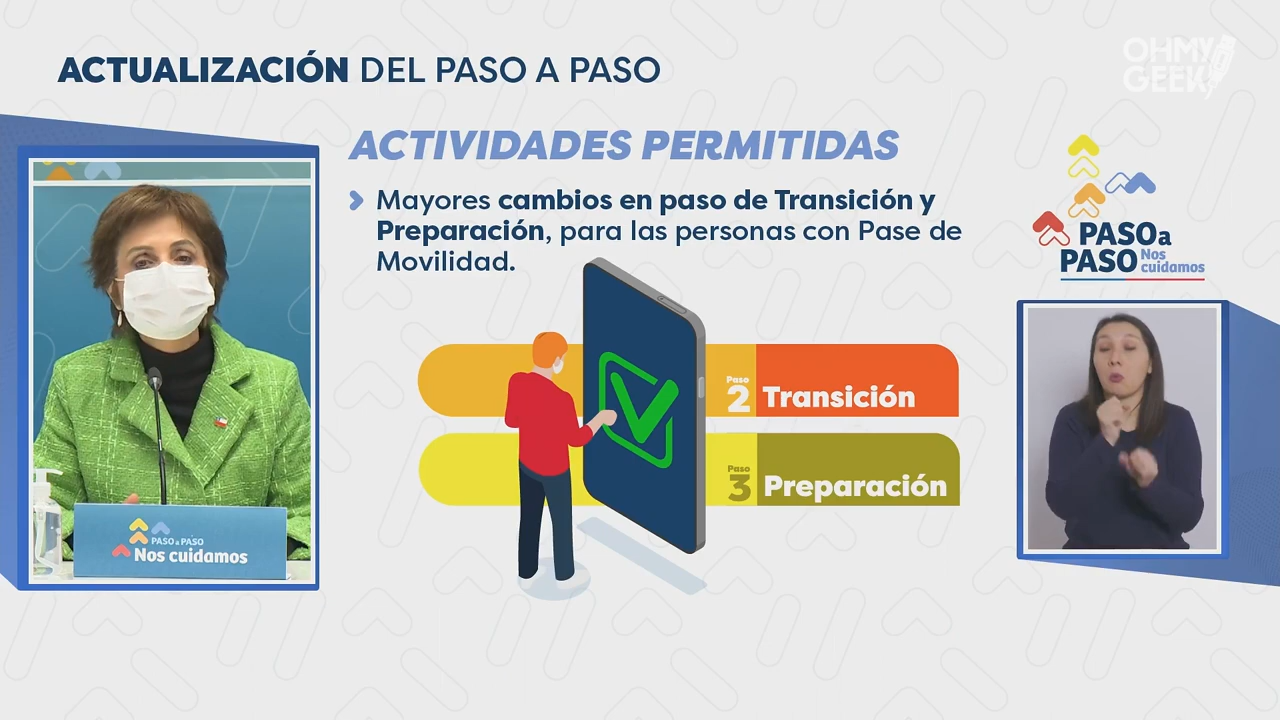 ACTUALIZACIÓN DEL PASO A PASO
OHMY
GEEK
ACTIVIDADES PERMITIDAS
Mayores cambios en paso de Transición y
Preparación, para las personas con Pase de
Movilidad.
PASO a
PASO Nos
cuidamos
Paso
2 Transición
Paso
3 Preparación
PASO a PASO
Nos cuidamos